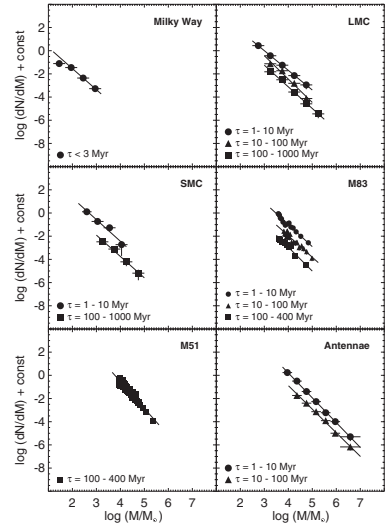 Milky Way
LMC
log (dN/dM) + const
2
0
-2
-4
-6
-8
τ < 3 Myr
τ = 1 - 10 Myr
τ = 10 - 100 Myr
τ = 100 - 1000 Myr
SMC
M83
log (dN/dM) + const
2
0
-2
-4
-6
-8
τ = 1 - 10 Myr
τ = 100 - 1000 Myr
τ = 1 - 10 Myr
τ = 10 - 100 Myr
τ = 100 - 400 Myr
M51
Antennae
log (dN/dM) + const
2
0
-2
-4
-6
-8
τ = 100 - 400 Myr
τ = 1 - 10 Myr
τ = 10 - 100 Myr
1 2 3 4 5 6 1 2 3 4 5 6 7
log (M/M
log (M/M